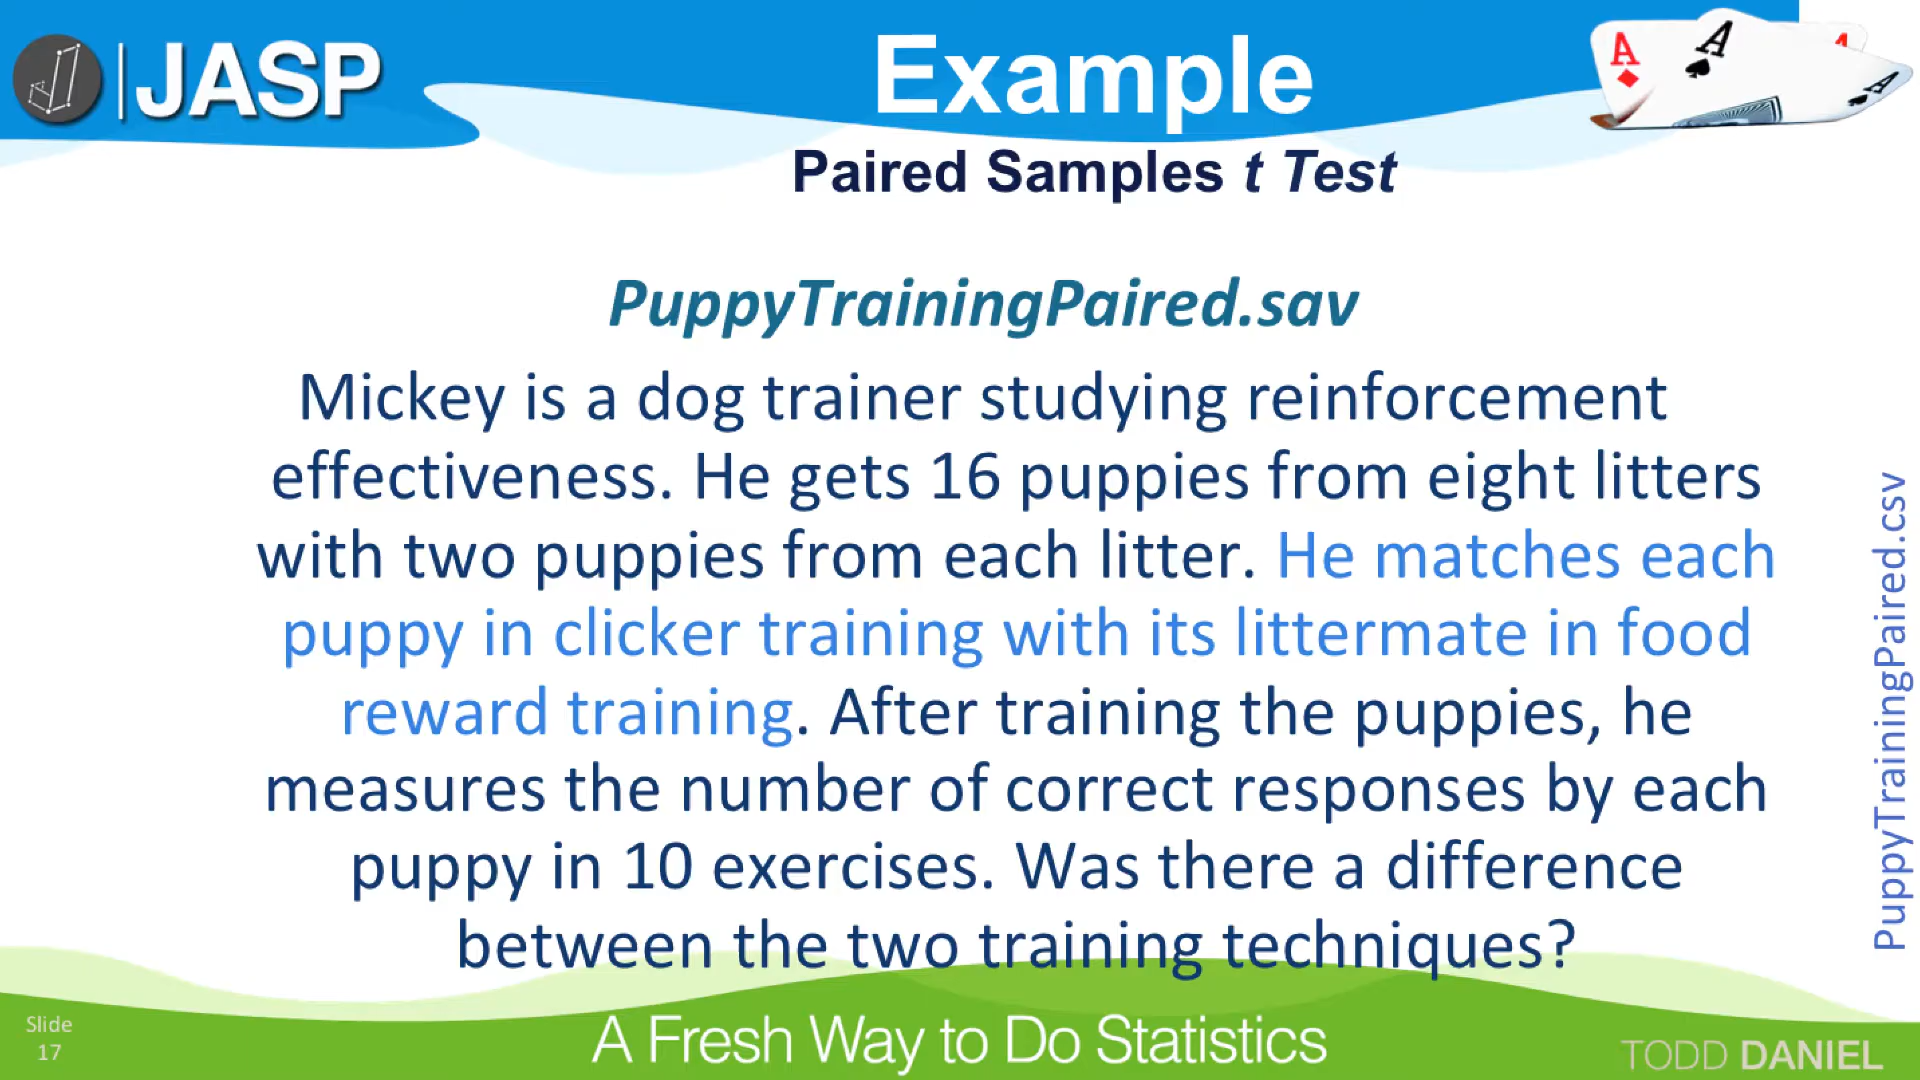 JASP
Example
A
A
A
A
Paired Samples t Test
PuppyTrainingPaired.sav
Mickey is a dog trainer studying reinforcement
effectiveness. He gets 16 puppies from eight litters
with two puppies from each litter. He matches each
puppy in clicker training with its littermate in food
reward training. After training the puppies, he
measures the number of correct responses by each
puppy in 10 exercises. Was there a difference
between the two training techniques?
PuppyTrainingPaired.csv
Slide
17
A Fresh Way to Do Statistics
TODD DANIEL